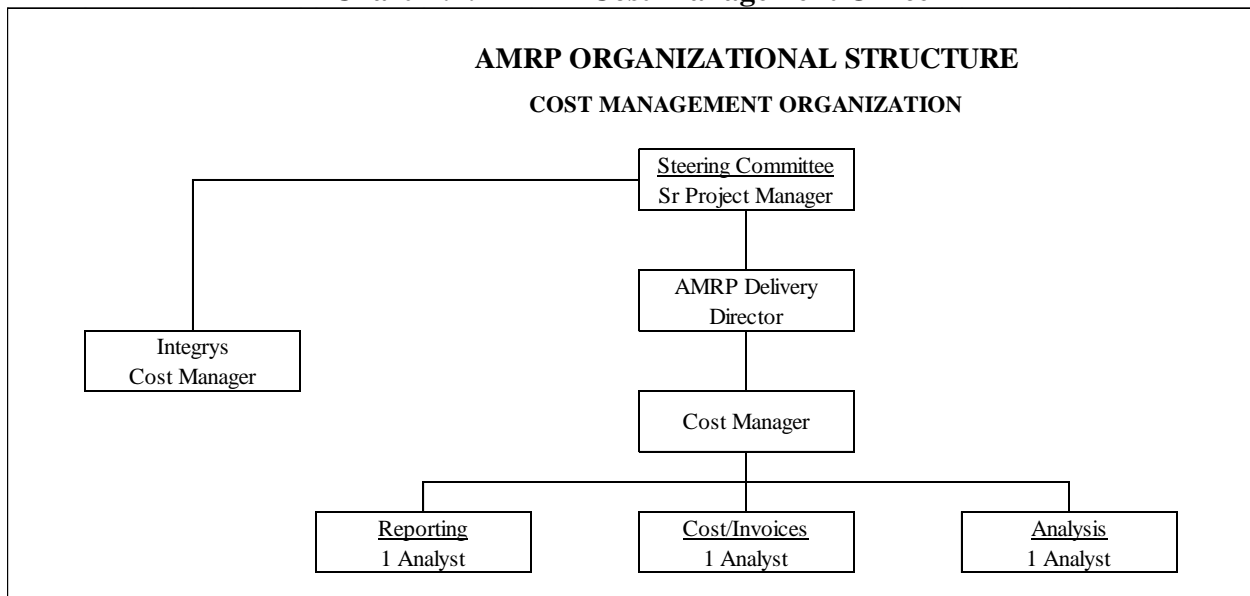 AMRP ORGANIZATIONAL STRUCTURE
COST MANAGEMENT ORGANIZATION
Steering Committee
Sr Project Manager
AMRP Delivery
Director
Integrys
Cost Manager
Cost Manager
Reporting
1 Analyst
Cost/Invoices
1 Analyst
Analysis
1 Analyst